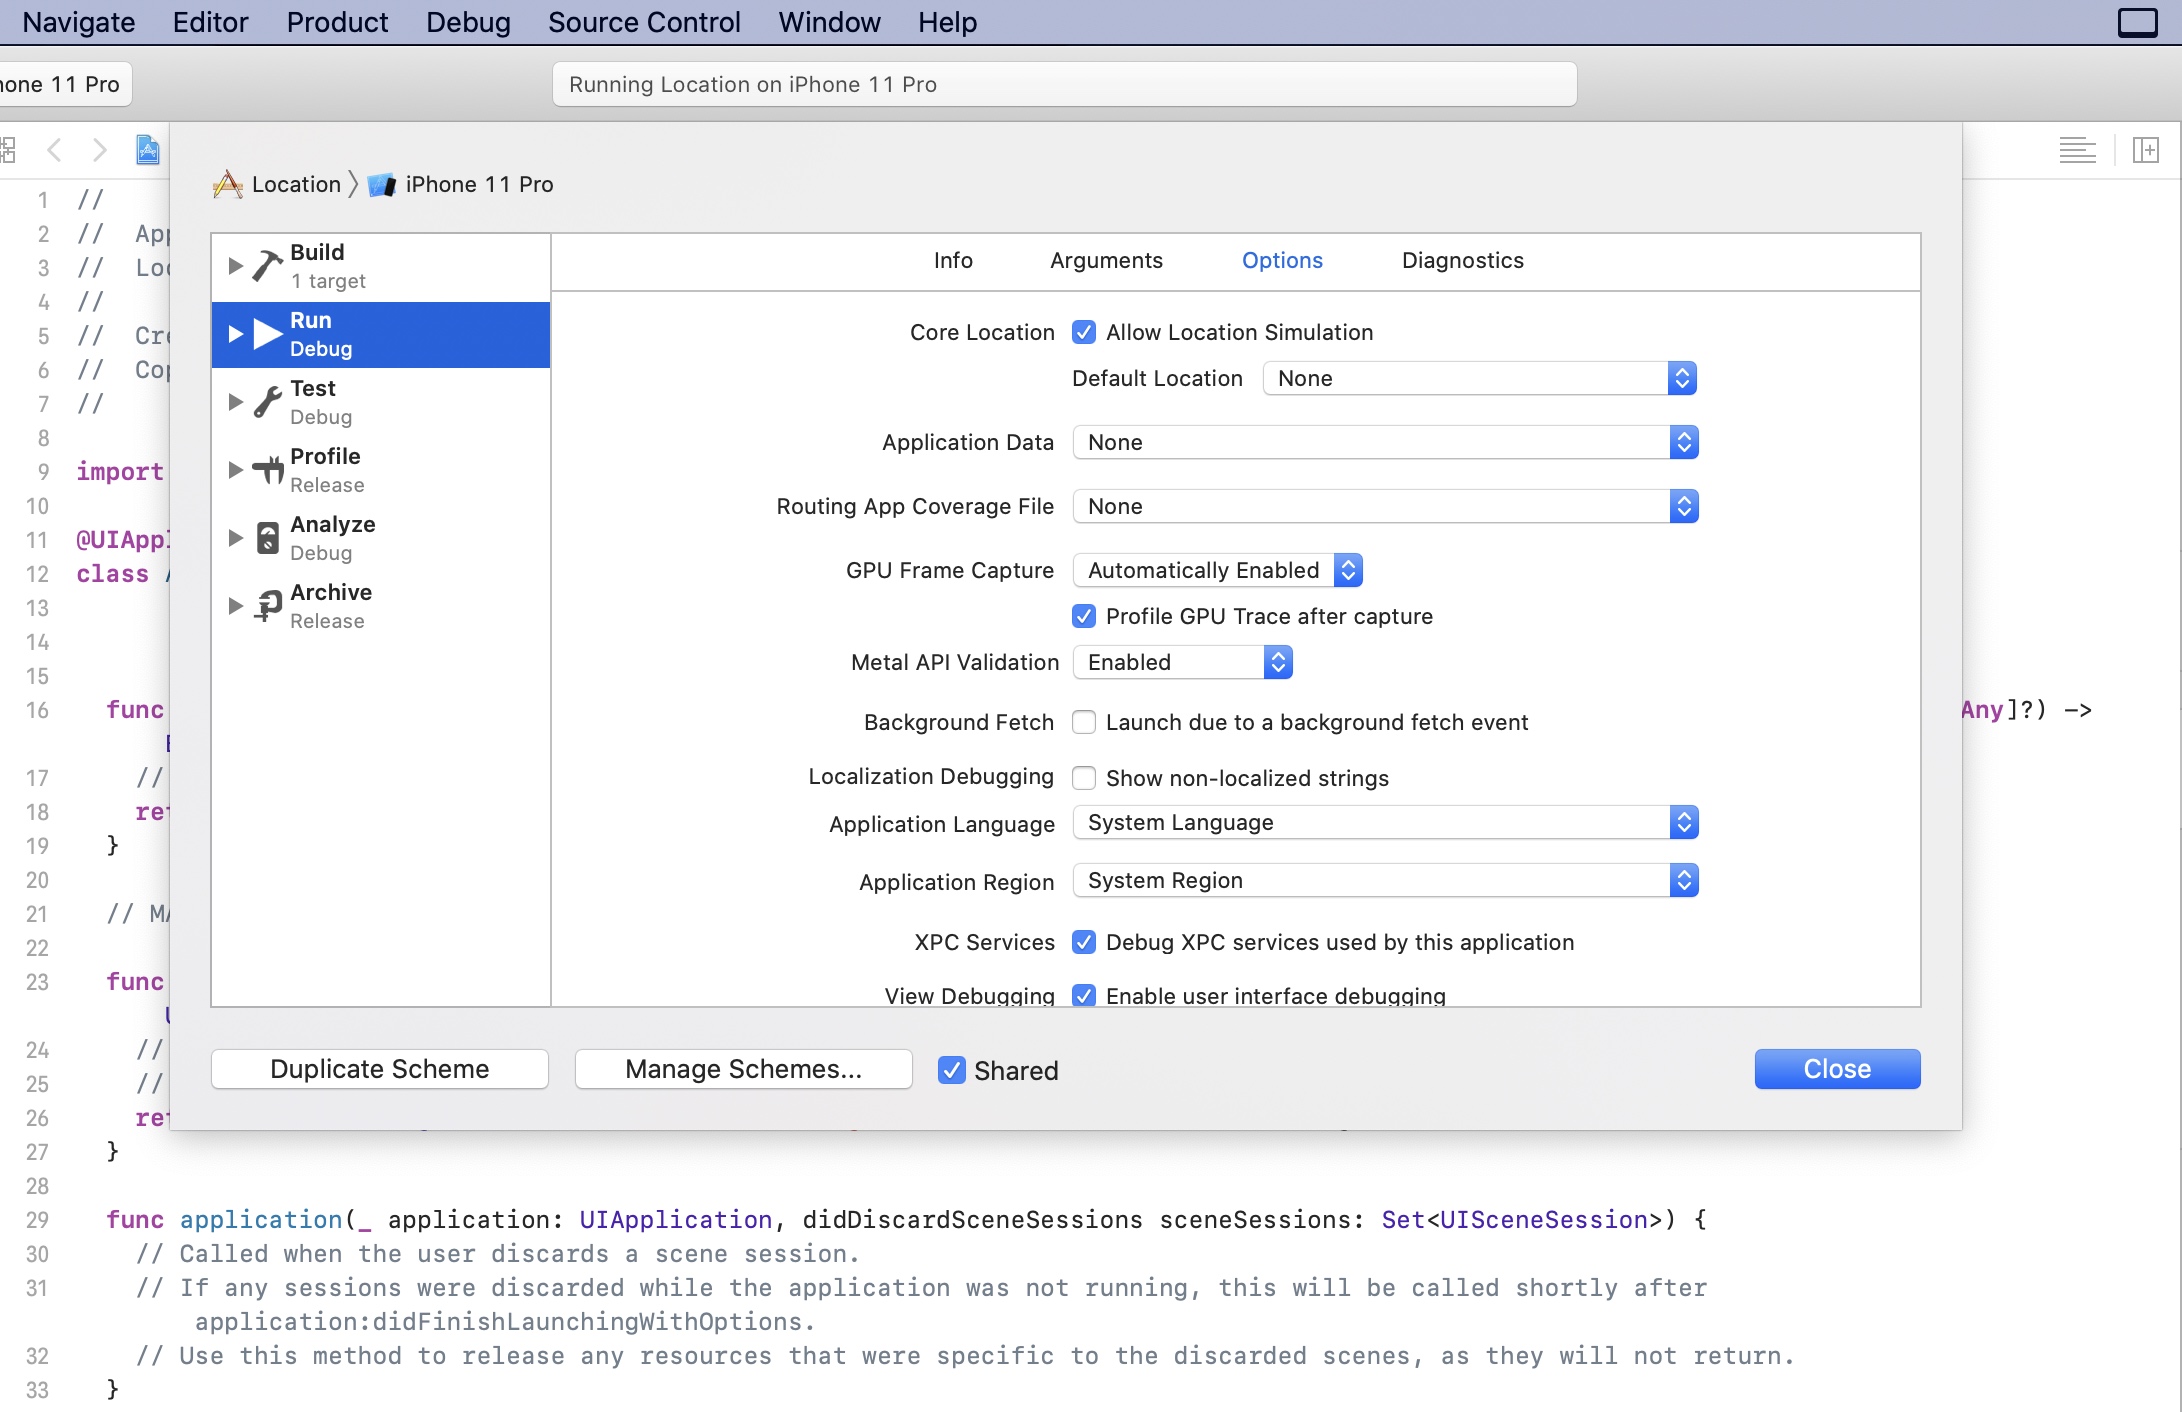 Navigate Editor Product Debug Source Control Window Help
hone 11 Pro
Running Location on iPhone 11 Pro
Location iPhone 11 Pro
Build
1 target
Run
Debug
Test
Debug
Profile
Release
Analyze
Debug
Archive
Release
Info Arguments Options Diagnostics
Core Location Allow Location Simulation
Default Location None
Application Data None
Routing App Coverage File None
GPU Frame Capture Automatically Enabled
Profile GPU Trace after capture
Metal API Validation Enabled
Background Fetch Launch due to a background fetch event
Localization Debugging Show non-localized strings
Application Language System Language
Application Region System Region
XPC Services Debug XPC services used by this application
View Debugging Enable user interface debugging
Duplicate Scheme Manage Schemes... Shared Close
1 //
2 // App
3 // Loc
4 //
5 // Cre
6 // Cop
7 //
8
9 import
10
11 @UIAppl
12 class
13
14
15
16 func Any]?) ->
17 //
18 ret
19 }
20
21 // MA
22
23 func
24 //
25 //
26 ret
27 }
28
29 func application(_ application: UIApplication, didDiscardSceneSessions sceneSessions: Set<UISceneSession>) {
30 // Called when the user discards a scene session.
31 // If any sessions were discarded while the application was not running, this will be called shortly after
application:didFinishLaunchingWithOptions.
32 // Use this method to release any resources that were specific to the discarded scenes, as they will not return.
33 }